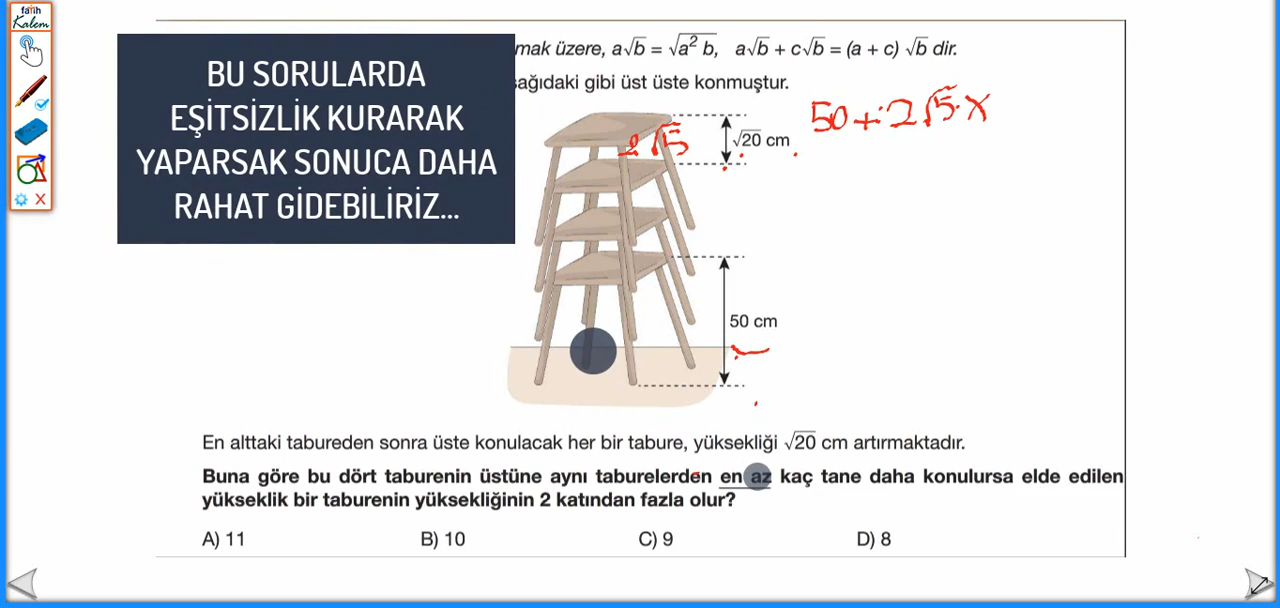 fatih
Kalem
BU SORULARDA
EŞİTSİZLİK KURARAK
YAPARSAK SONUCA DAHA
RAHAT GİDEBİLİRİZ...
mak üzere, a√b = √a² b, a√b + c√b = (a + c) √b dir.
şağıdaki gibi üst üste konmuştur.
50 + 2√5 . X
2√5
√20 cm
50 cm
En alttaki tabureden sonra üste konulacak her bir tabure, yüksekliği √20 cm artırmaktadır.
Buna göre bu dört taburenin üstüne aynı taburelerden en az kaç tane daha konulursa elde edilen
yükseklik bir taburenin yüksekliğinin 2 katından fazla olur?
A) 11 B) 10 C) 9 D) 8